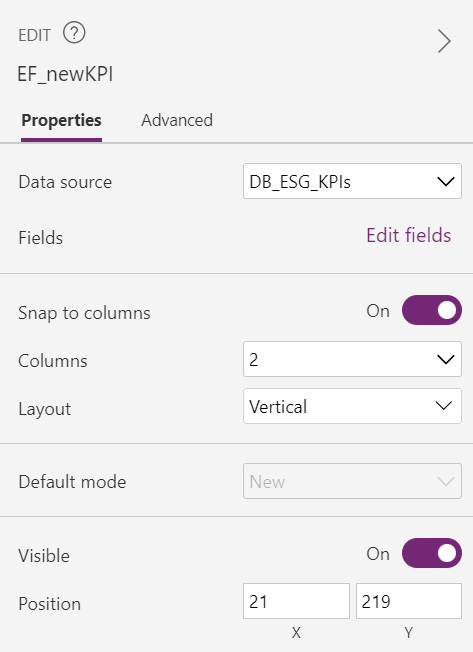 EDIT ?
EF_newKPI
Properties Advanced
Data source DB_ESG_KPIs
Fields Edit fields
Snap to columns On
Columns 2
Layout Vertical
Default mode New
Visible On
Position 21 219
X Y